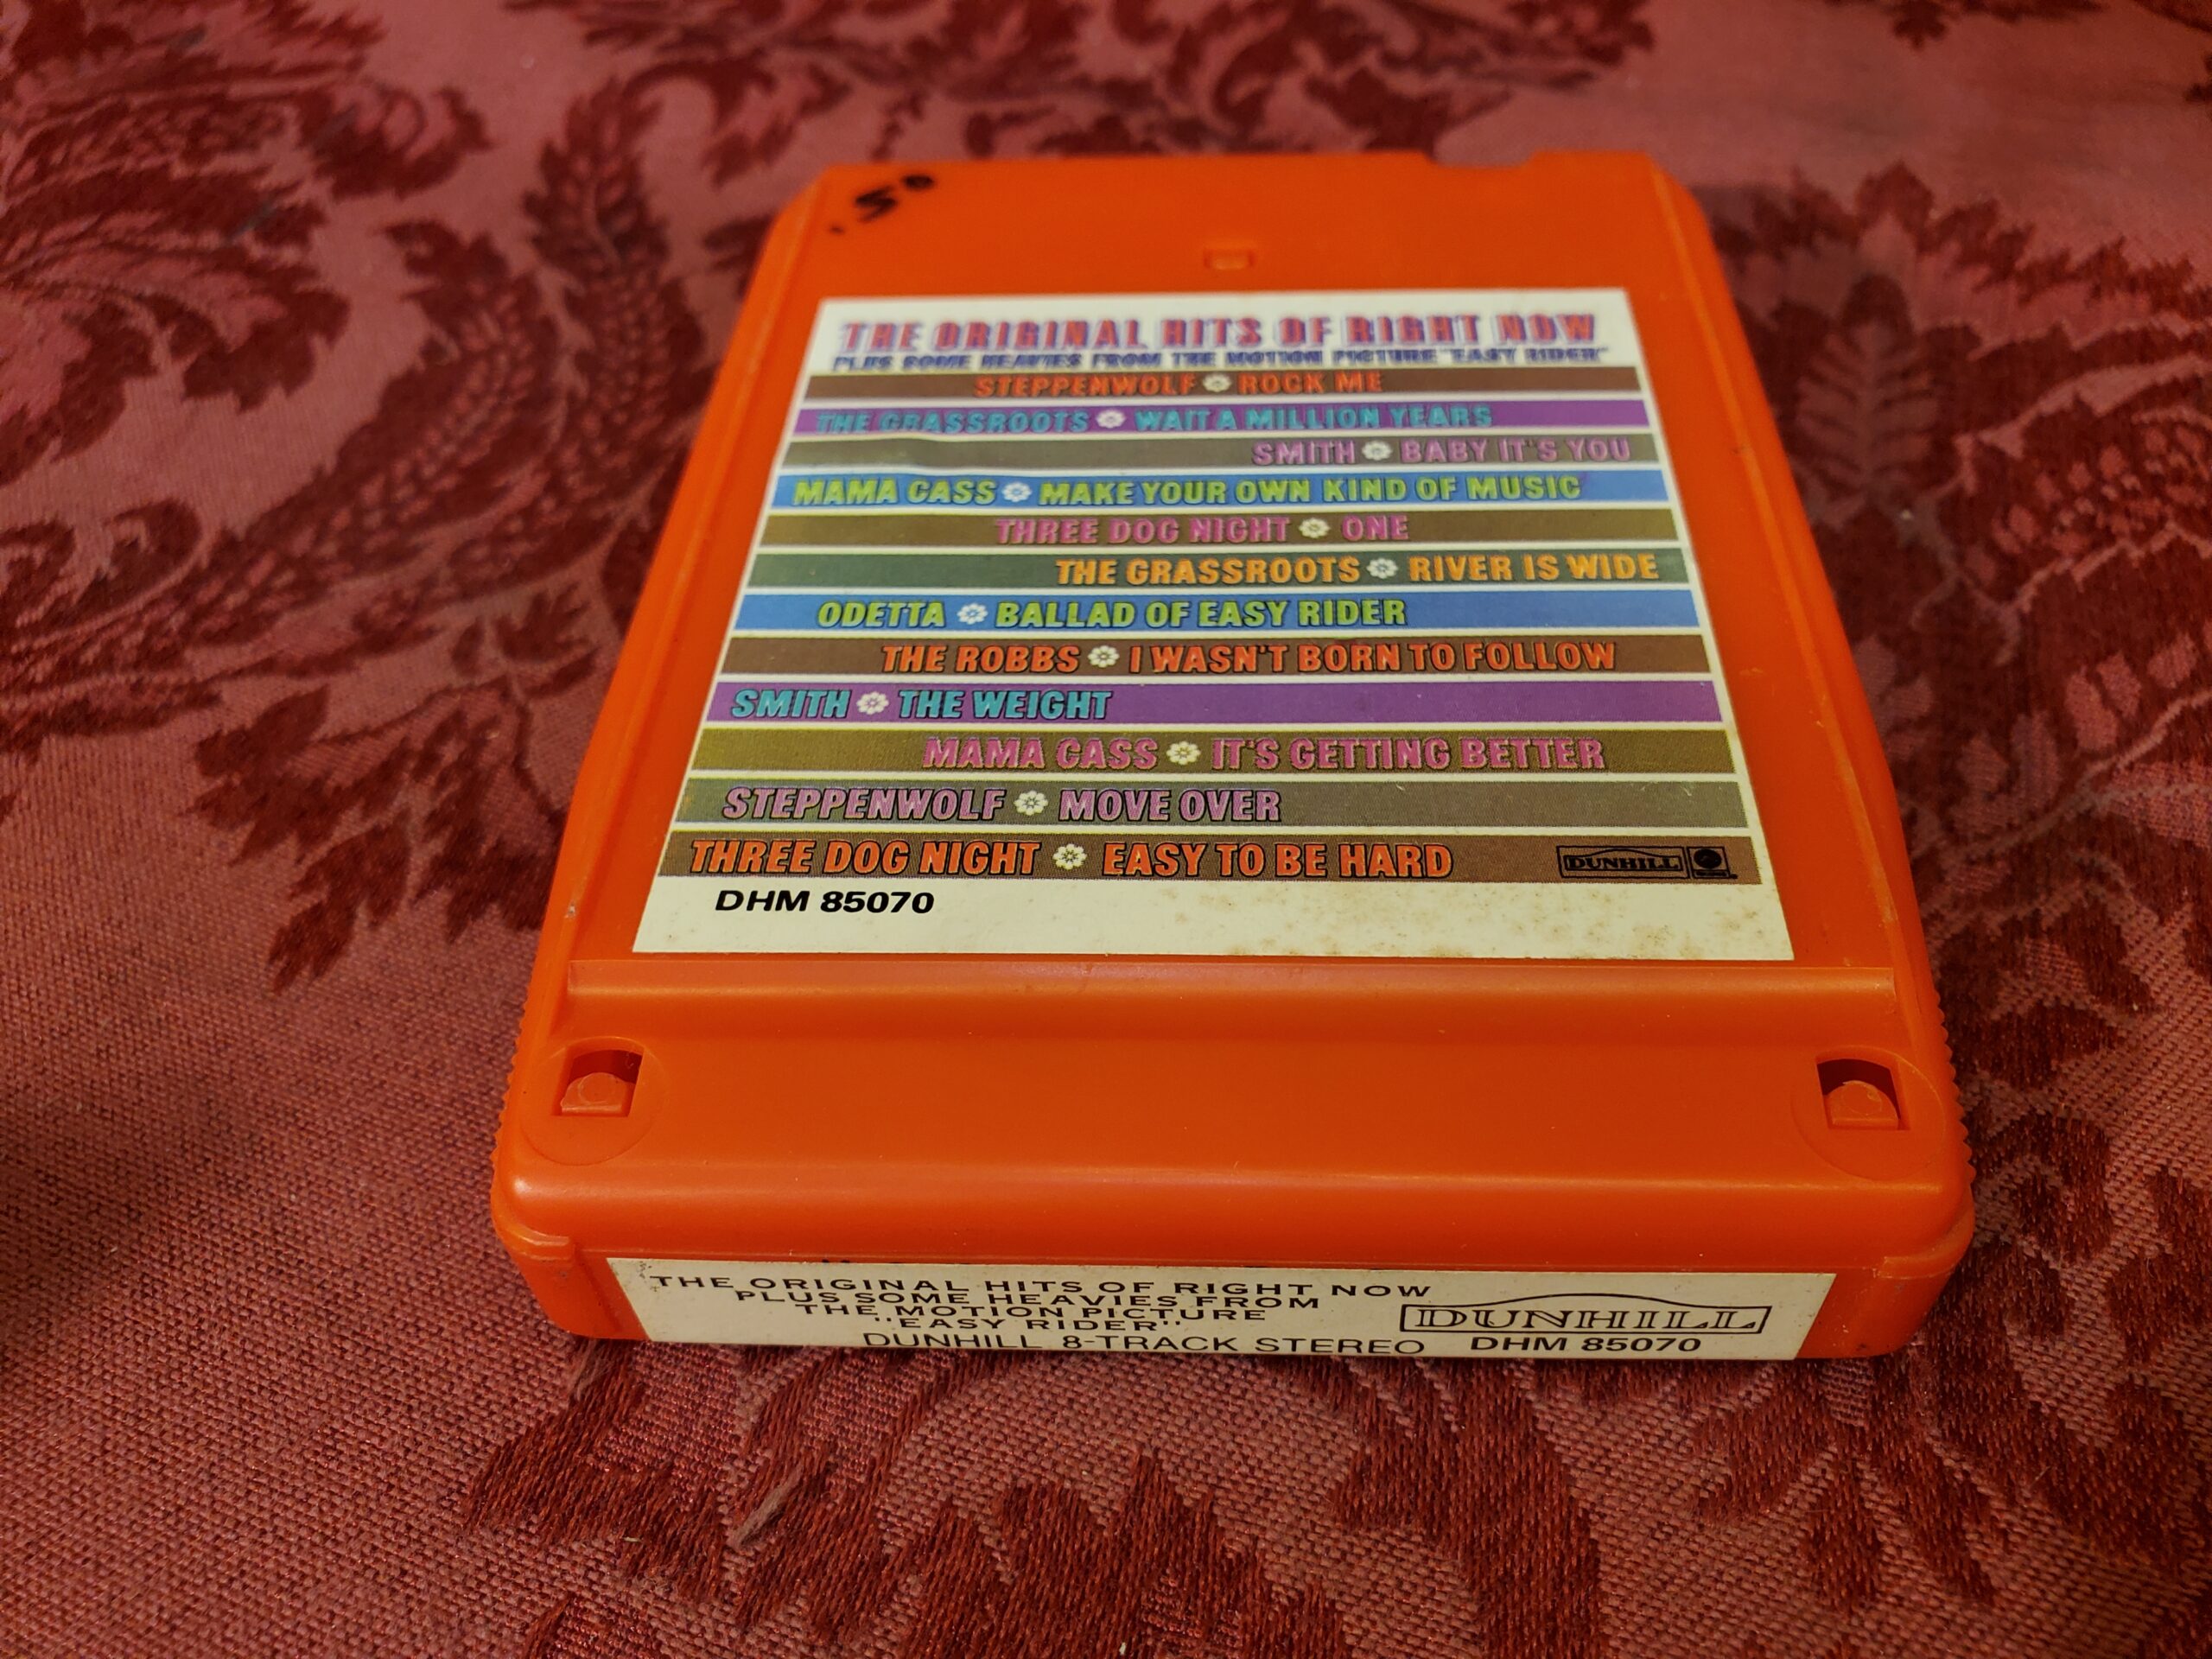 .50
THE ORIGINAL HITS OF RIGHT NOW
PLUS SOME HEAVIES FROM THE MOTION PICTURE "EASY RIDER"
STEPPENWOLF ROCK ME
THE GRASSROOTS WAIT A MILLION YEARS
SMITH BABY IT'S YOU
MAMA CASS MAKE YOUR OWN KIND OF MUSIC
THREE DOG NIGHT ONE
THE GRASSROOTS RIVER IS WIDE
ODETTA BALLAD OF EASY RIDER
THE ROBBS I WASN'T BORN TO FOLLOW
SMITH THE WEIGHT
MAMA CASS IT'S GETTING BETTER
STEPPENWOLF MOVE OVER
THREE DOG NIGHT EASY TO BE HARD DUNHILL
DHM 85070
THE ORIGINAL HITS OF RIGHT NOW
PLUS SOME HEAVIES FROM
THE MOTION PICTURE
"EASY RIDER"
DUNHILL
DUNHILL 8-TRACK STEREO DHM 85070